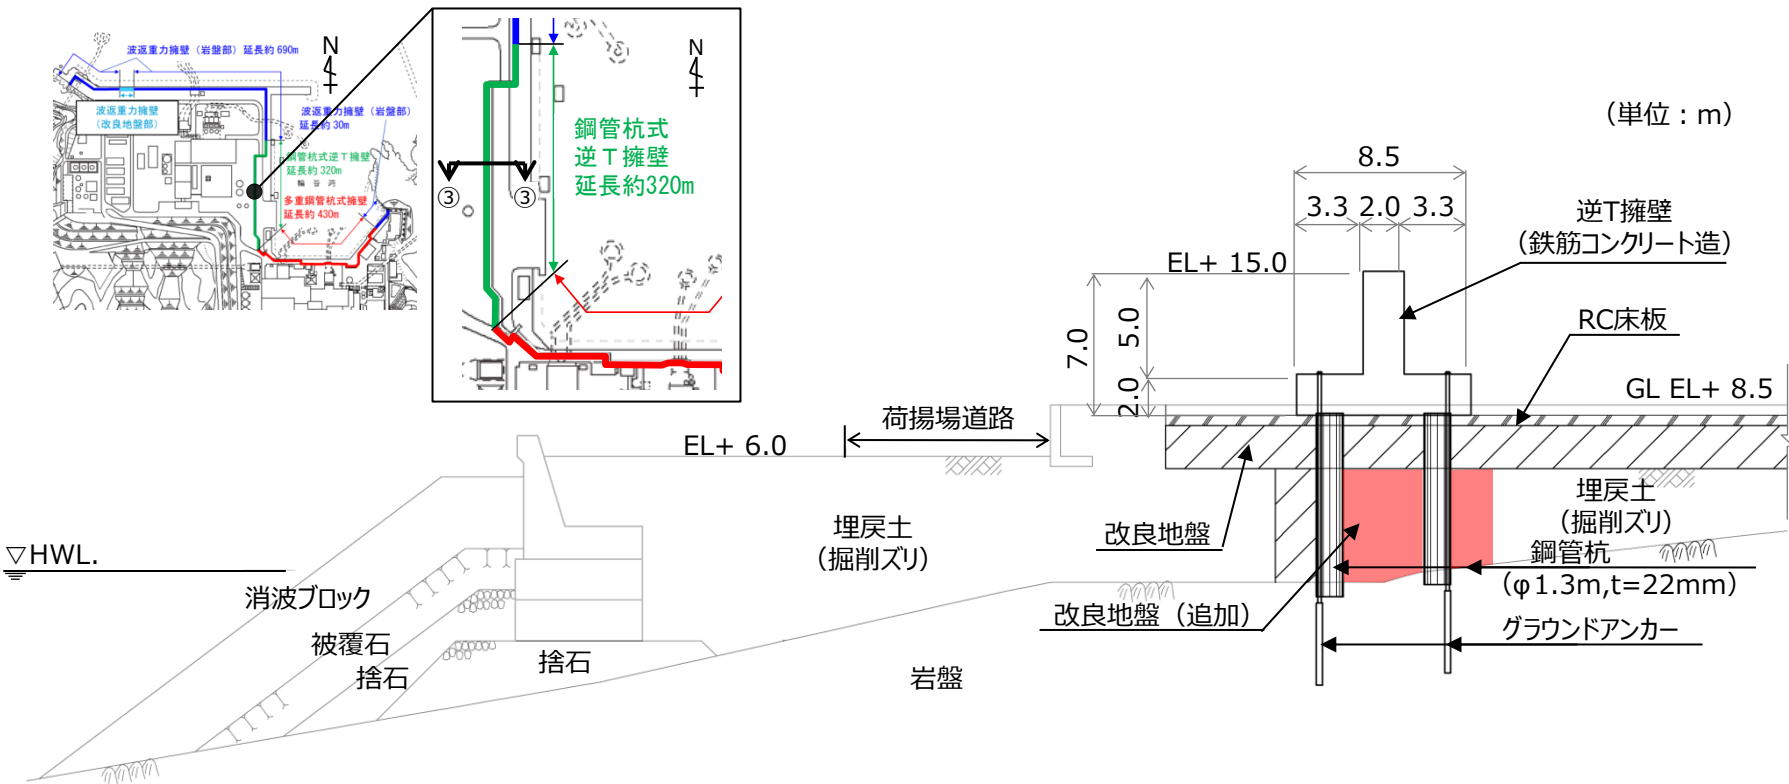 波返重力擁壁（岩盤部）延長約690m
N
波返重力擁壁
（改良地盤部）
波返重力擁壁（岩盤部）
延長約30m
鋼管杭式逆T擁壁
延長約320m
輪谷湾
多重鋼管杭式擁壁
延長約430m
N
鋼管杭式
逆T擁壁
延長約320m
③
③
（単位：m）
8.5
3.3
2.0
3.3
逆T擁壁
（鉄筋コンクリート造）
EL+ 15.0
7.0
5.0
2.0
RC床板
GL EL+ 8.5
荷揚場道路
EL+ 6.0
埋戻土
（掘削ズリ）
改良地盤
埋戻土
（掘削ズリ）
▽HWL.
鋼管杭
（φ1.3m,t=22mm）
消波ブロック
改良地盤（追加）
グラウンドアンカー
被覆石
捨石
捨石
岩盤